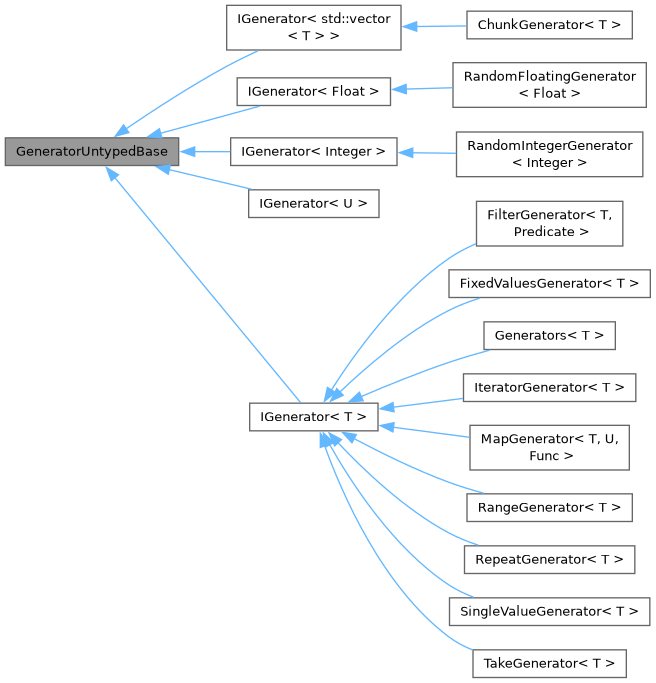 IGenerator< std::vector
< T > >
ChunkGenerator< T >
IGenerator< Float >
RandomFloatingGenerator
< Float >
GeneratorUntypedBase
IGenerator< Integer >
RandomIntegerGenerator
< Integer >
IGenerator< U >
FilterGenerator< T,
Predicate >
FixedValuesGenerator< T >
Generators< T >
IteratorGenerator< T >
IGenerator< T >
MapGenerator< T, U,
Func >
RangeGenerator< T >
RepeatGenerator< T >
SingleValueGenerator< T >
TakeGenerator< T >